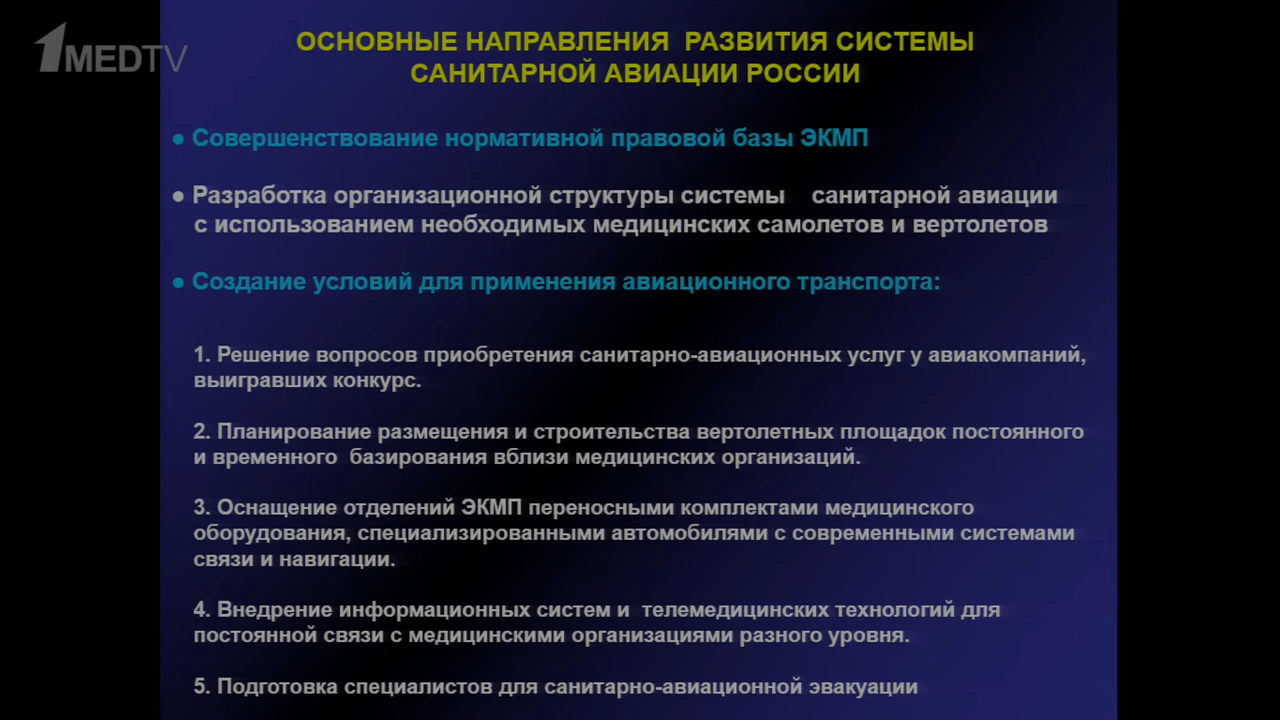 1MEDTV
ОСНОВНЫЕ НАПРАВЛЕНИЯ РАЗВИТИЯ СИСТЕМЫ
САНИТАРНОЙ АВИАЦИИ РОССИИ
● Совершенствование нормативной правовой базы ЭКМП
● Разработка организационной структуры системы санитарной авиации
с использованием необходимых медицинских самолетов и вертолетов
● Создание условий для применения авиационного транспорта:
1. Решение вопросов приобретения санитарно-авиационных услуг у авиакомпаний,
выигравших конкурс.
2. Планирование размещения и строительства вертолетных площадок постоянного
и временного базирования вблизи медицинских организаций.
3. Оснащение отделений ЭКМП переносными комплектами медицинского
оборудования, специализированными автомобилями с современными системами
связи и навигации.
4. Внедрение информационных систем и телемедицинских технологий для
постоянной связи с медицинскими организациями разного уровня.
5. Подготовка специалистов для санитарно-авиационной эвакуации